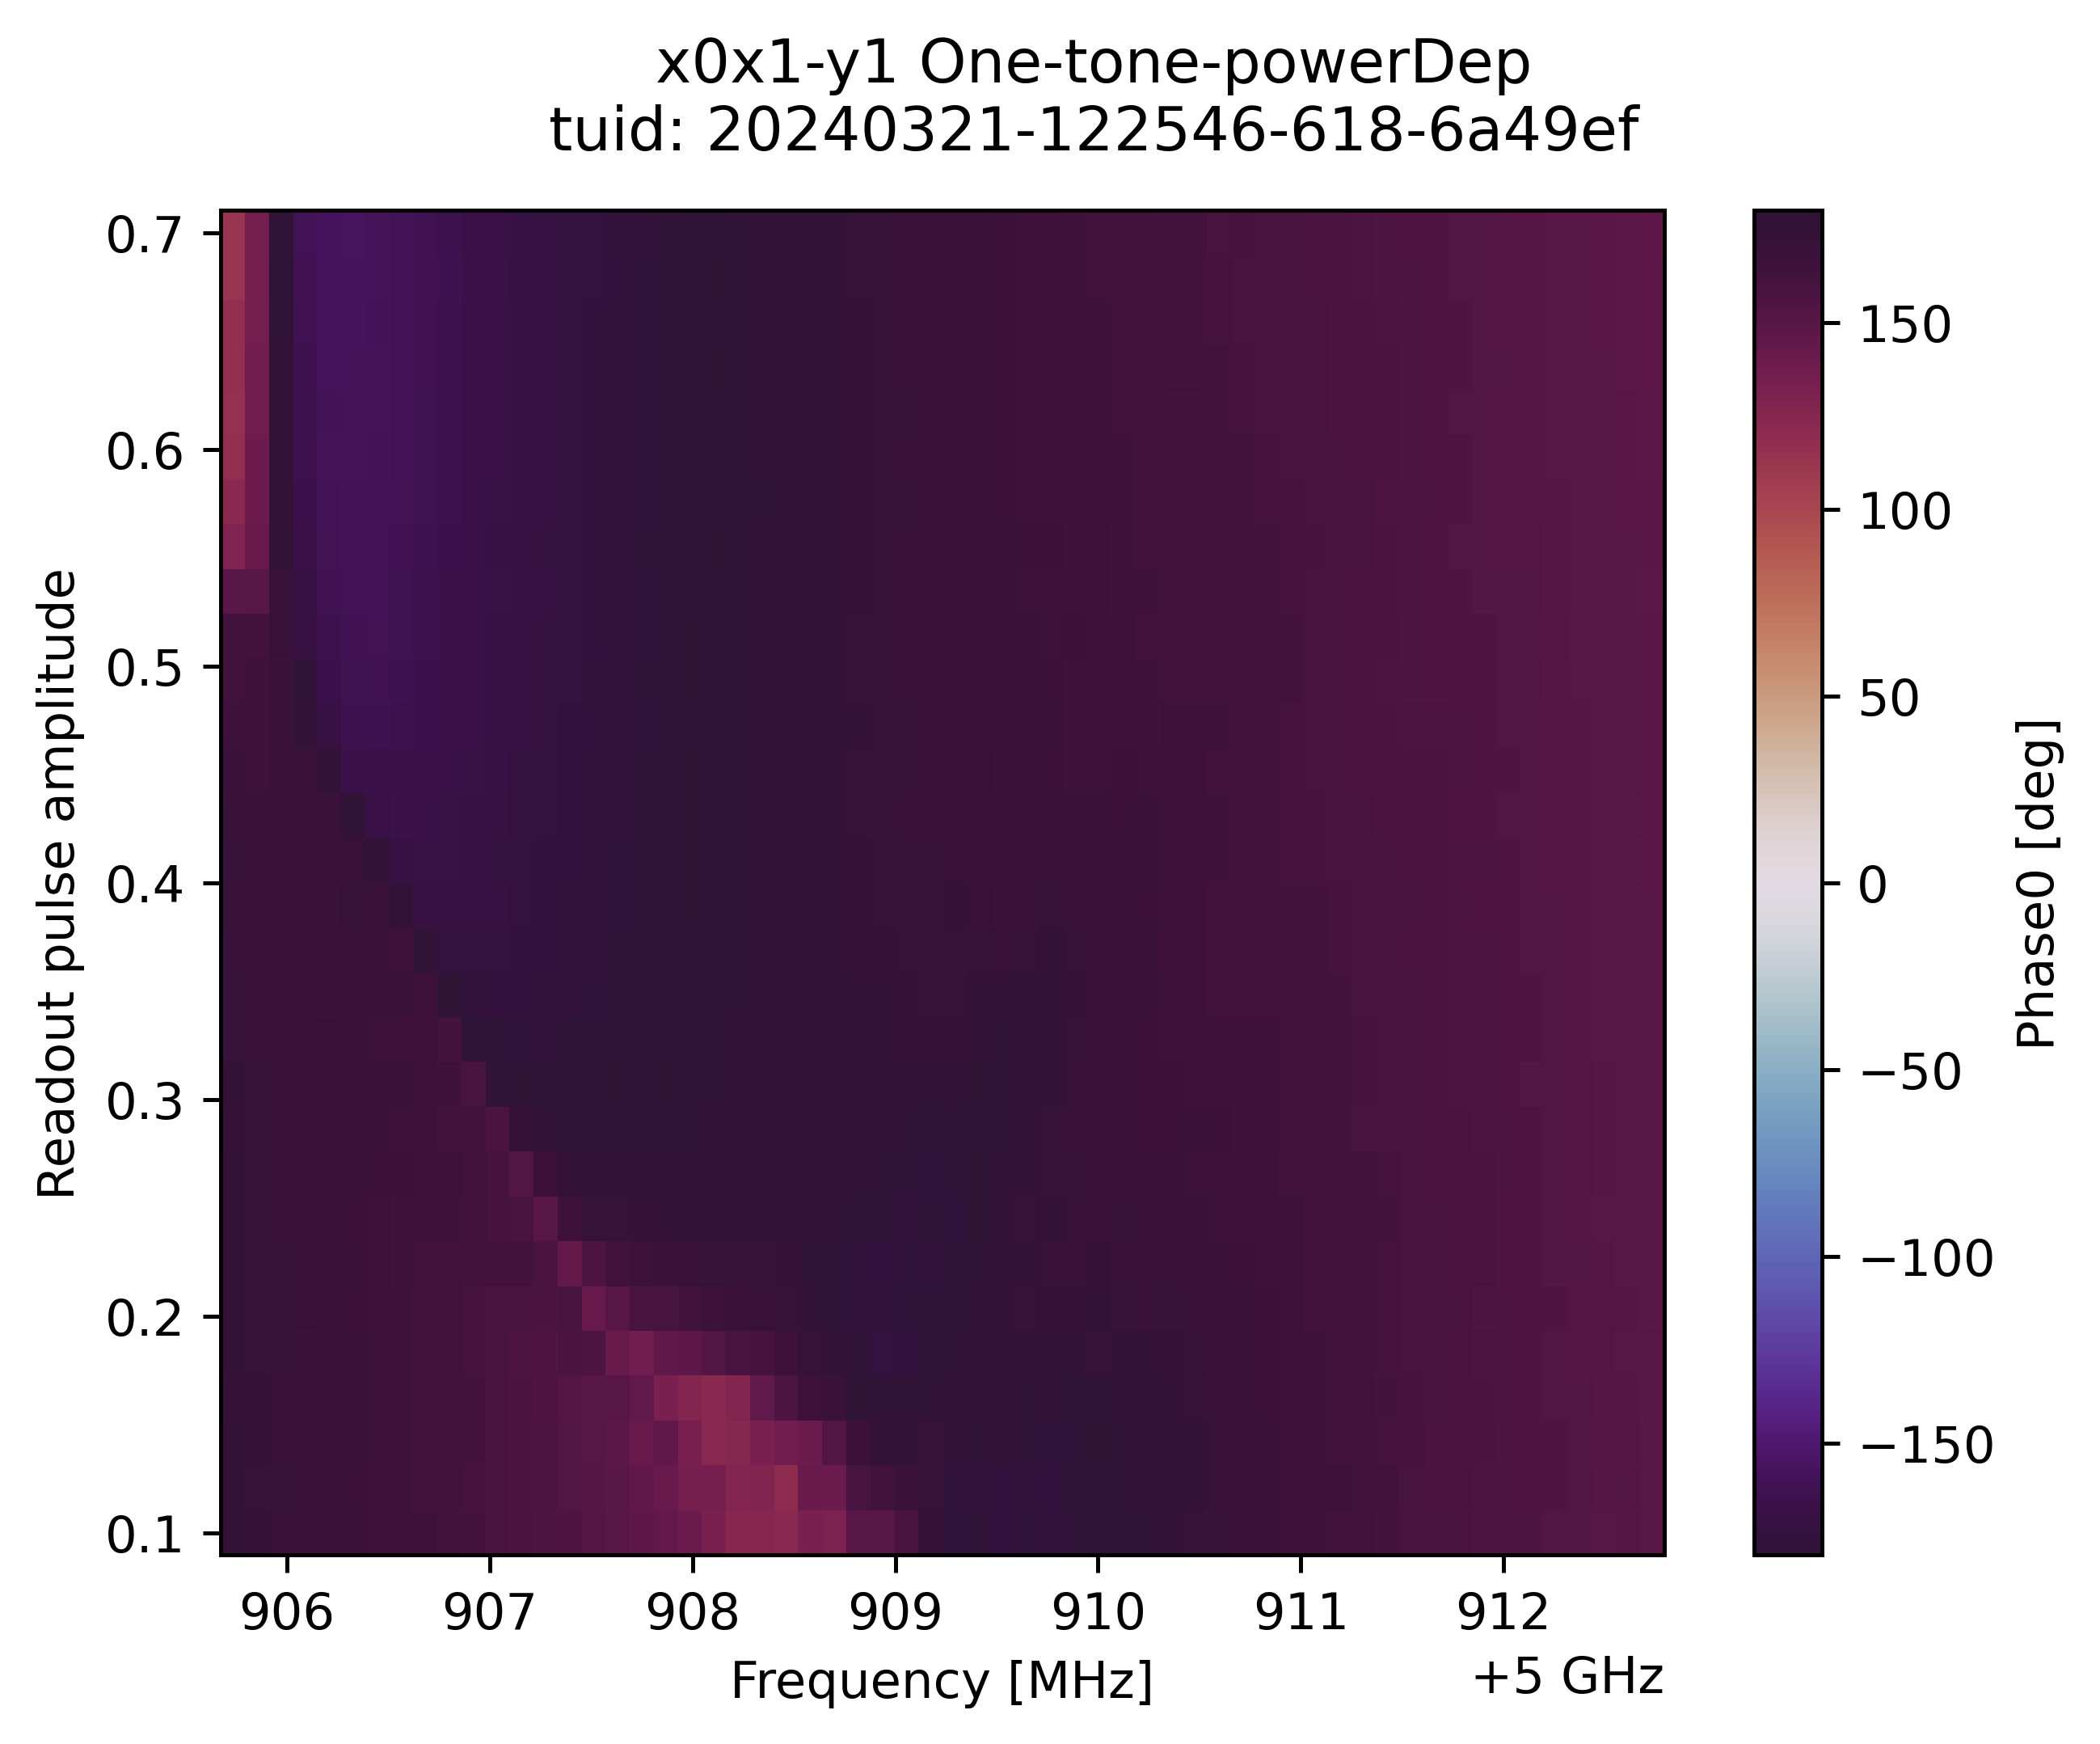 x0x1-y1 One-tone-powerDep
tuid: 20240321-122546-618-6a49ef
Readout pulse amplitude
0.7
0.6
0.5
0.4
0.3
0.2
0.1
906 907 908 909 910 911 912
Frequency [MHz]
+5 GHz
150
100
50
0
−50
−100
−150
Phase0 [deg]